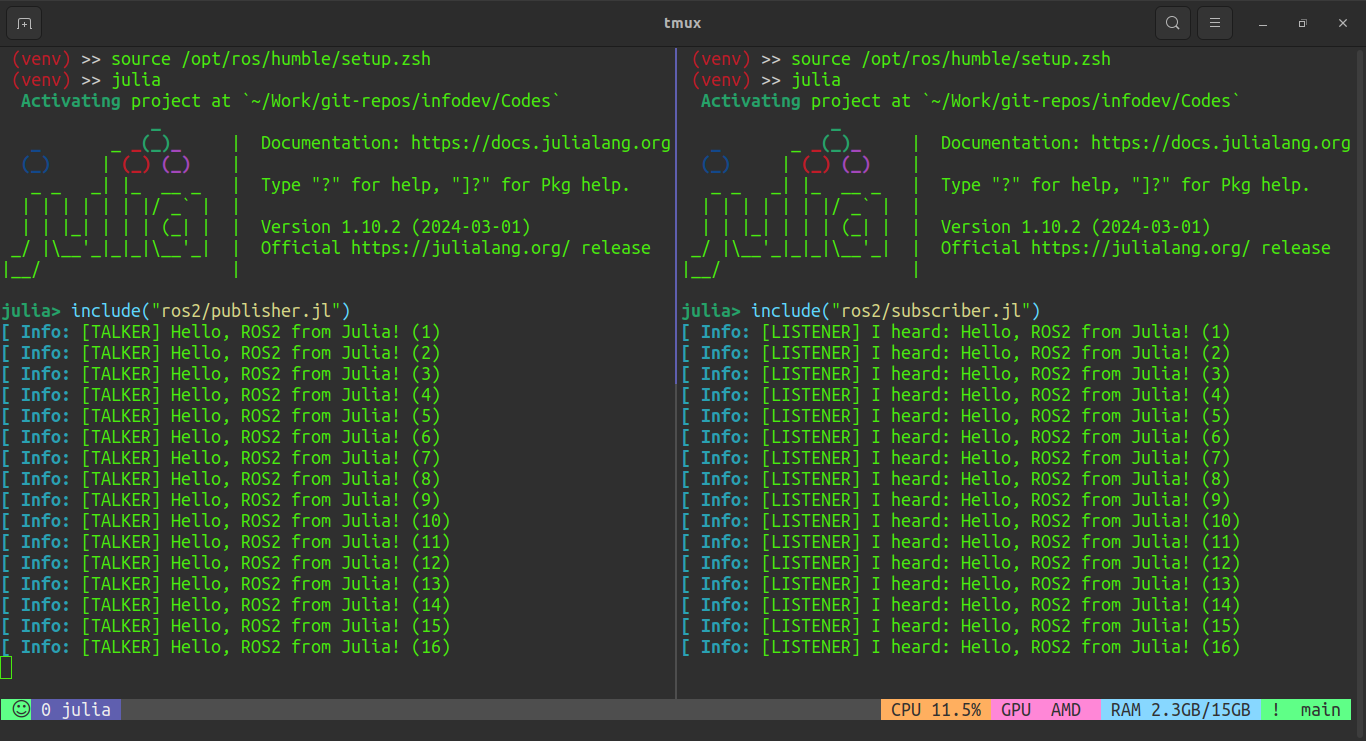 tmux
(venv) >> source /opt/ros/humble/setup.zsh
(venv) >> julia
Activating project at `~/Work/git-repos/infodev/Codes`
Documentation: https://docs.julialang.org
Type "?" for help, "]?" for Pkg help.
Version 1.10.2 (2024-03-01)
Official https://julialang.org/ release
julia> include("ros2/publisher.jl")
[ Info: [TALKER] Hello, ROS2 from Julia! (1)
[ Info: [TALKER] Hello, ROS2 from Julia! (2)
[ Info: [TALKER] Hello, ROS2 from Julia! (3)
[ Info: [TALKER] Hello, ROS2 from Julia! (4)
[ Info: [TALKER] Hello, ROS2 from Julia! (5)
[ Info: [TALKER] Hello, ROS2 from Julia! (6)
[ Info: [TALKER] Hello, ROS2 from Julia! (7)
[ Info: [TALKER] Hello, ROS2 from Julia! (8)
[ Info: [TALKER] Hello, ROS2 from Julia! (9)
[ Info: [TALKER] Hello, ROS2 from Julia! (10)
[ Info: [TALKER] Hello, ROS2 from Julia! (11)
[ Info: [TALKER] Hello, ROS2 from Julia! (12)
[ Info: [TALKER] Hello, ROS2 from Julia! (13)
[ Info: [TALKER] Hello, ROS2 from Julia! (14)
[ Info: [TALKER] Hello, ROS2 from Julia! (15)
[ Info: [TALKER] Hello, ROS2 from Julia! (16)
(venv) >> source /opt/ros/humble/setup.zsh
(venv) >> julia
Activating project at `~/Work/git-repos/infodev/Codes`
Documentation: https://docs.julialang.org
Type "?" for help, "]?" for Pkg help.
Version 1.10.2 (2024-03-01)
Official https://julialang.org/ release
julia> include("ros2/subscriber.jl")
[ Info: [LISTENER] I heard: Hello, ROS2 from Julia! (1)
[ Info: [LISTENER] I heard: Hello, ROS2 from Julia! (2)
[ Info: [LISTENER] I heard: Hello, ROS2 from Julia! (3)
[ Info: [LISTENER] I heard: Hello, ROS2 from Julia! (4)
[ Info: [LISTENER] I heard: Hello, ROS2 from Julia! (5)
[ Info: [LISTENER] I heard: Hello, ROS2 from Julia! (6)
[ Info: [LISTENER] I heard: Hello, ROS2 from Julia! (7)
[ Info: [LISTENER] I heard: Hello, ROS2 from Julia! (8)
[ Info: [LISTENER] I heard: Hello, ROS2 from Julia! (9)
[ Info: [LISTENER] I heard: Hello, ROS2 from Julia! (10)
[ Info: [LISTENER] I heard: Hello, ROS2 from Julia! (11)
[ Info: [LISTENER] I heard: Hello, ROS2 from Julia! (12)
[ Info: [LISTENER] I heard: Hello, ROS2 from Julia! (13)
[ Info: [LISTENER] I heard: Hello, ROS2 from Julia! (14)
[ Info: [LISTENER] I heard: Hello, ROS2 from Julia! (15)
[ Info: [LISTENER] I heard: Hello, ROS2 from Julia! (16)
☺ 0 julia CPU 11.5% GPU AMD RAM 2.3GB/15GB ! main